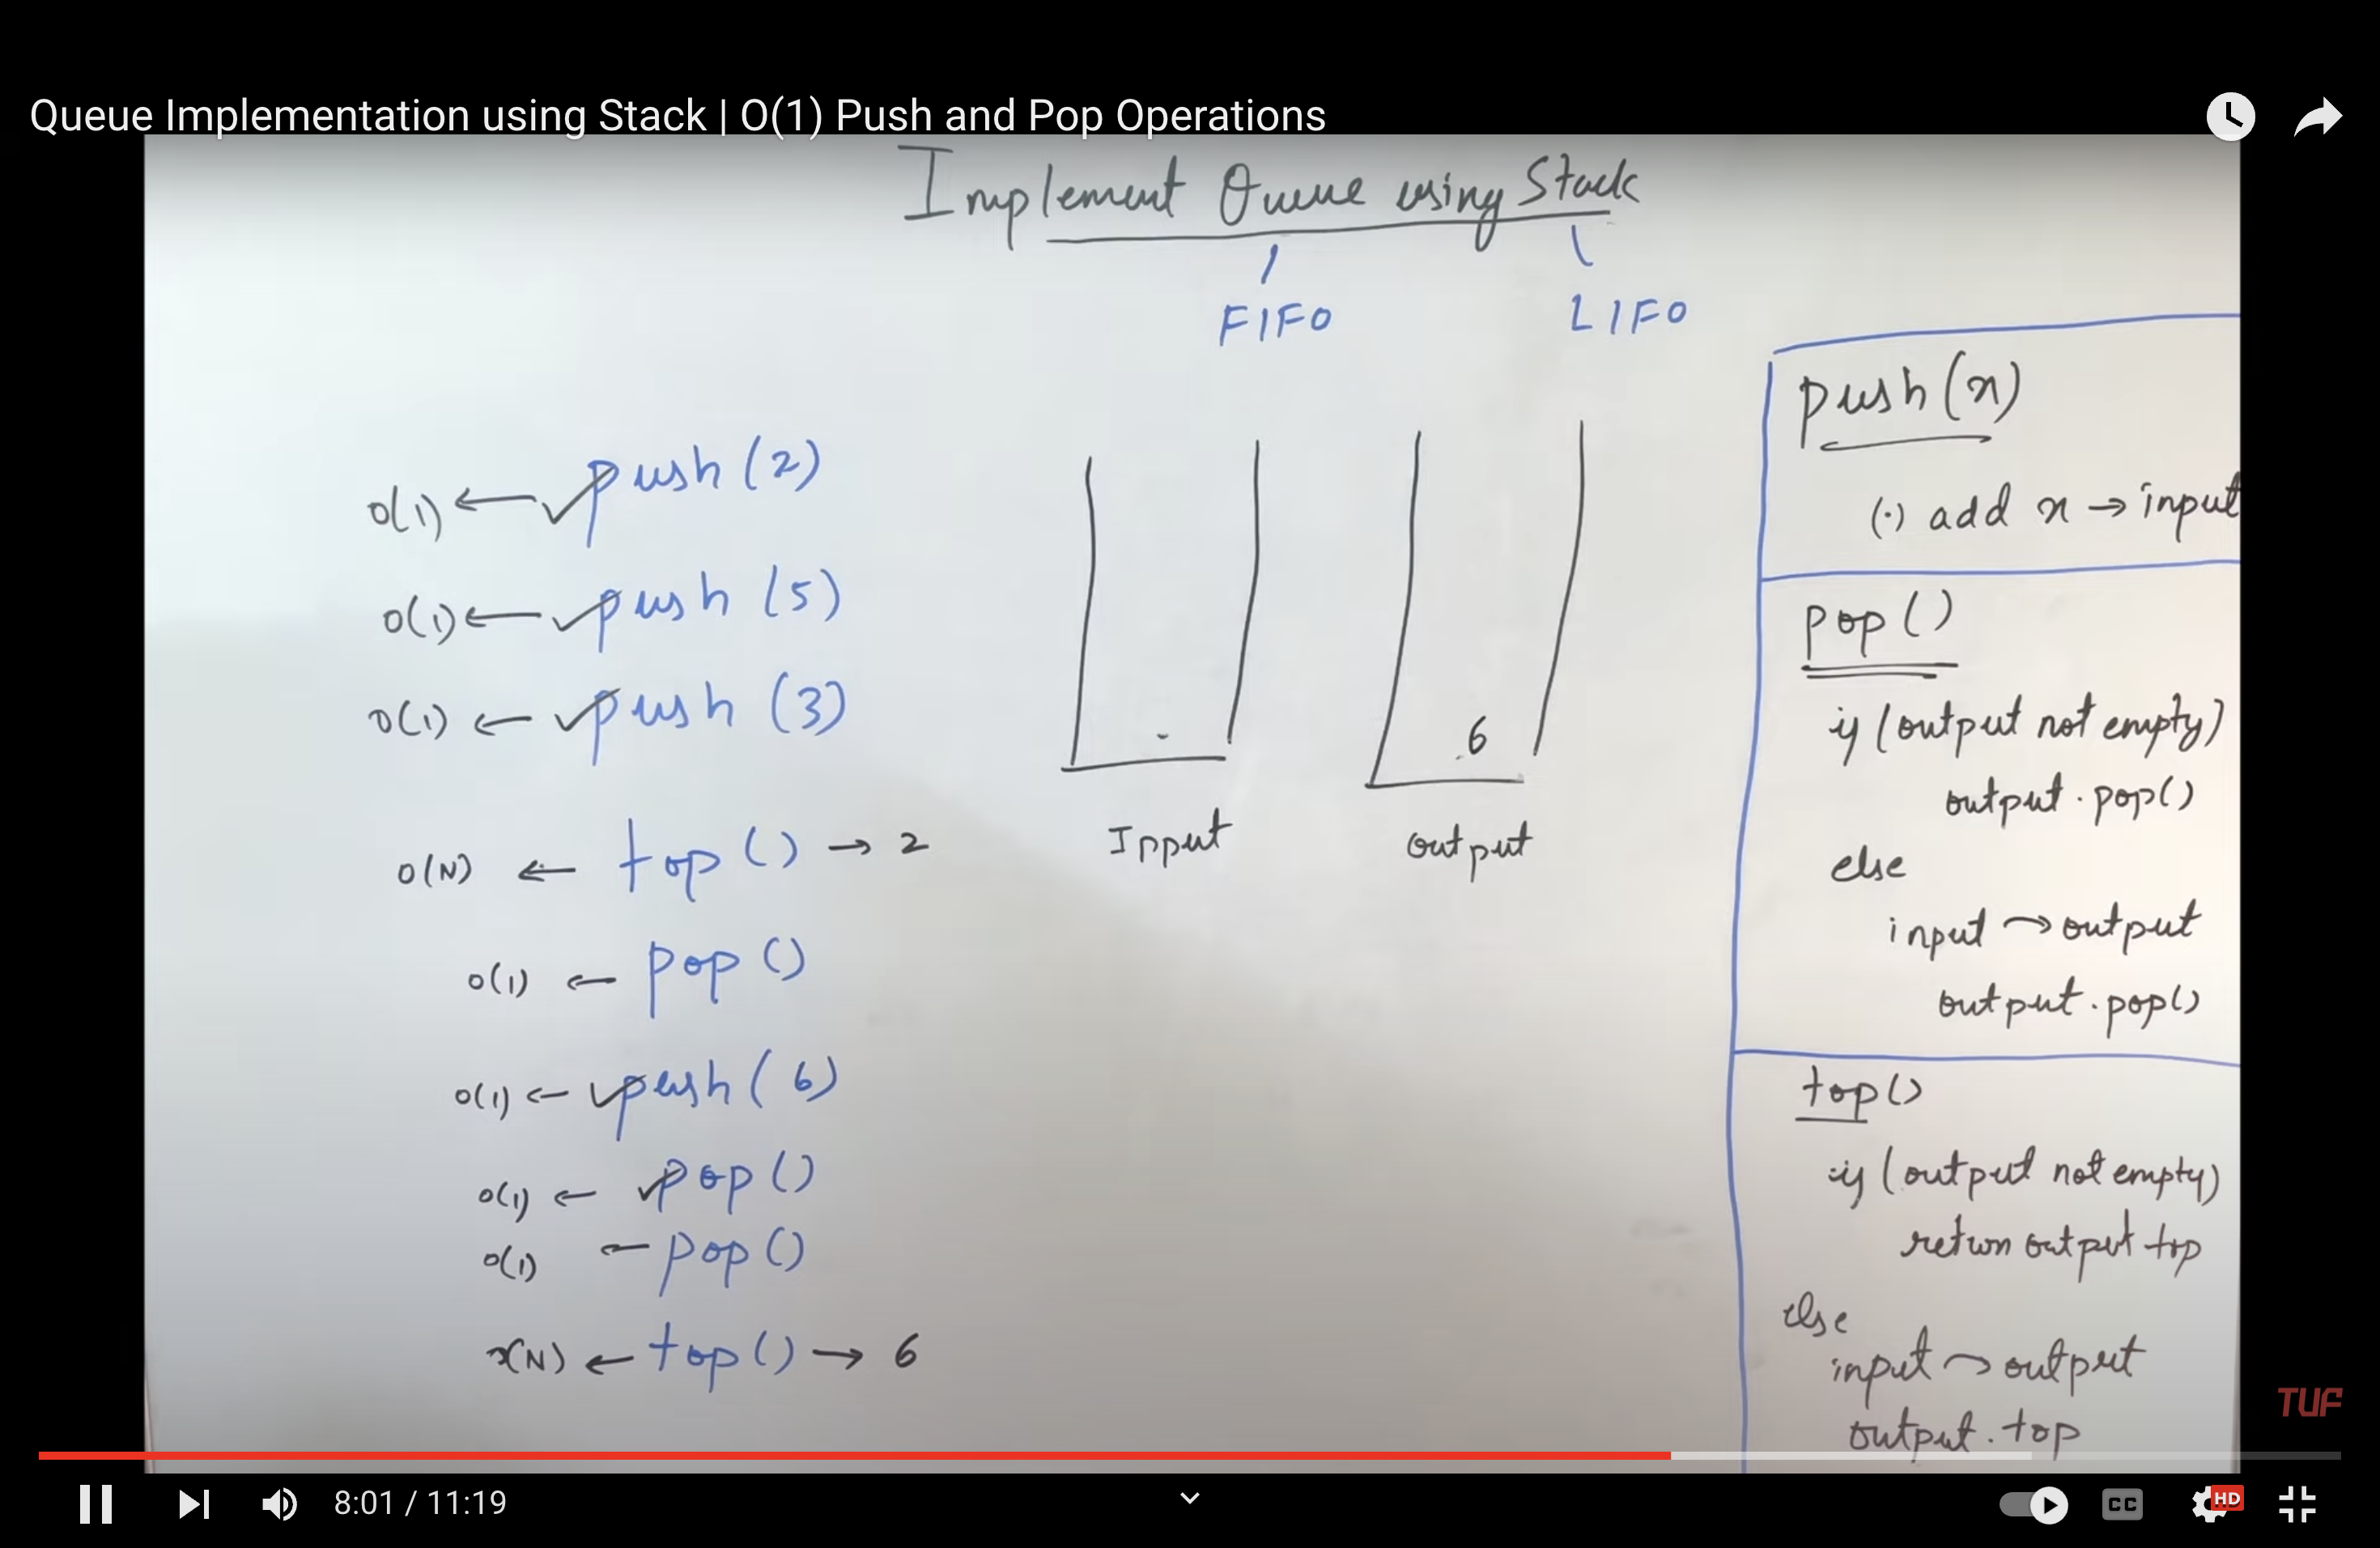 Queue Implementation using Stack | O(1) Push and Pop Operations
Implement Queue using Stack
FIFO
LIFO
O(1) ← ✓push(2)
O(1) ← ✓push(5)
O(1) ← ✓push(3)
O(N) ← top() → 2
O(1) ← pop()
O(1) ← ✓push(6)
O(1) ← ✓pop()
O(1) ← pop()
O(N) ← top() → 6
6
Input
output
push(x)
(·) add x → input
pop()
if (output not empty)
output.pop()
else
input → output
output.pop()
top()
if (output not empty)
return output top
else
input → output
output.top
TUF
8:01 / 11:19
CC
HD